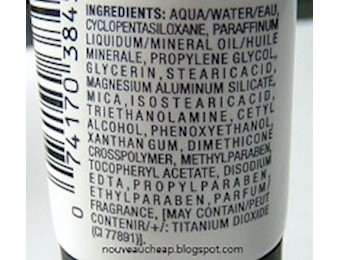 INGREDIENTS: AQUA/WATER/EAU,
CYCLOPENTASILOXANE, PARAFFINUM
LIQUIDUM/MINERAL OIL/HUILE
MINERALE, PROPYLENE GLYCOL,
GLYCERIN, STEARIC ACID,
MAGNESIUM ALUMINUM SILICATE,
MICA, ISOSTEARIC ACID,
TRIETHANOLAMINE, CETYL
ALCOHOL, PHENOXYETHANOL,
XANTHAN GUM, DIMETHICONE
CROSSPOLYMER, METHYLPARABEN,
TOCOPHERYL ACETATE, DISODIUM
EDTA, PROPYLPARABEN,
ETHYLPARABEN, PARFUM/
FRAGRANCE, [MAY CONTAIN/PEUT
CONTENIR/+/-: TITANIUM DIOXIDE
(CI 77891)].
0 74170 384
nouveaucheap.blogspot.com